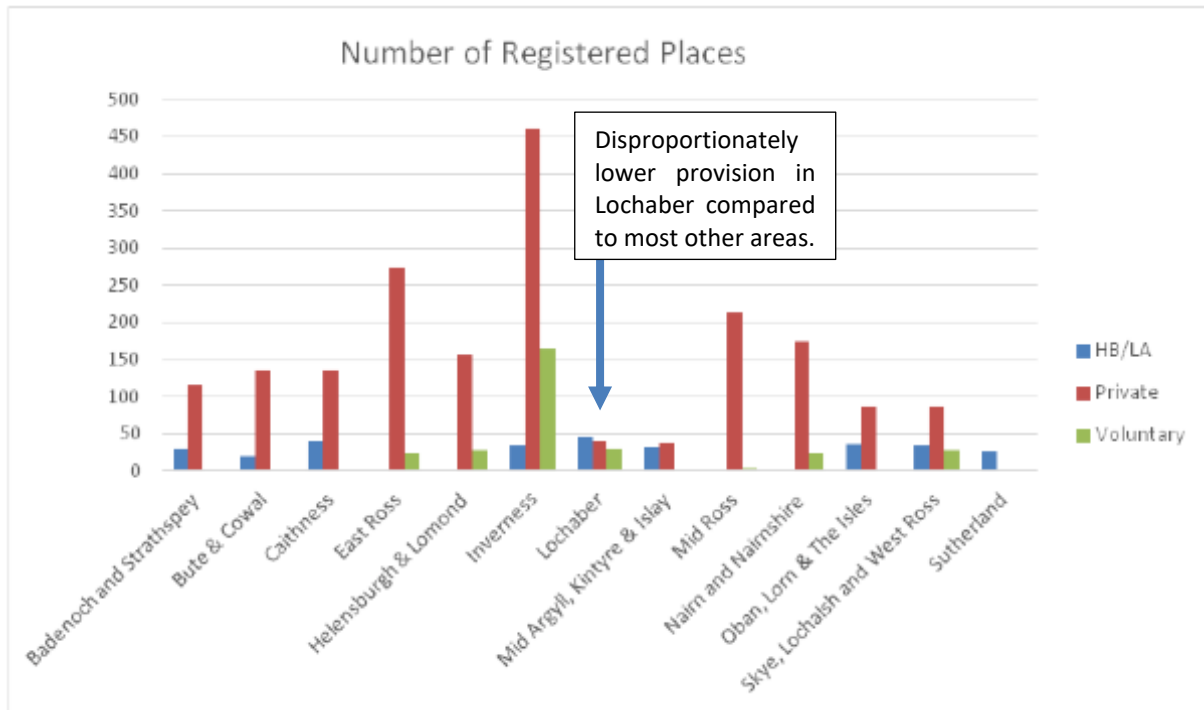 Number of Registered Places
500
450
400
350
300
250
200
150
100
50
0
Disproportionately
lower provision in
Lochaber compared
to most other areas.
HB/LA
Private
Voluntary
Badenoch and Strathspey
Bute & Cowal
Caithness
East Ross
Helensburgh & Lomond
Inverness
Lochaber
Mid Argyll, Kintyre & Islay
Mid Ross
Nairn and Nairnshire
Oban, Lorn & The Isles
Skye, Lochalsh and West Ross
Sutherland